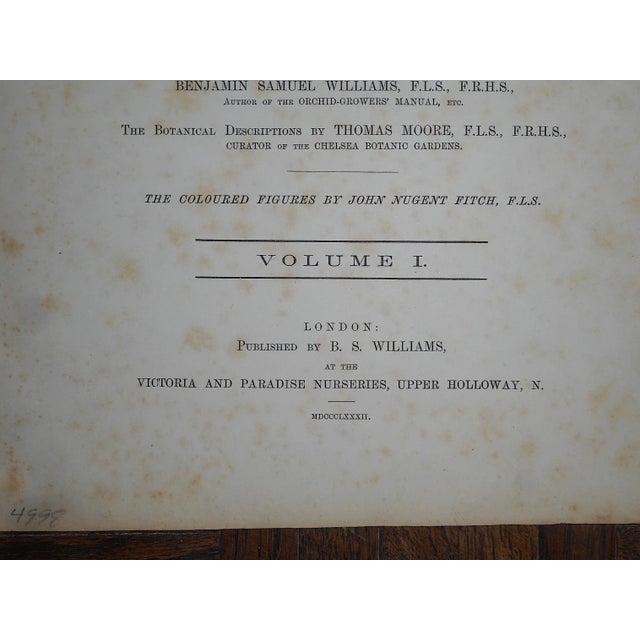 BENJAMIN SAMUEL WILLIAMS, F.L.S., F.R.H.S.,
AUTHOR OF THE ORCHID-GROWERS' MANUAL, ETC.
THE BOTANICAL DESCRIPTIONS BY THOMAS MOORE, F.L.S., F.R.H.S.,
CURATOR OF THE CHELSEA BOTANIC GARDENS.
THE COLOURED FIGURES BY JOHN NUGENT FITCH, F.L.S.
VOLUME I.
LONDON:
PUBLISHED BY B. S. WILLIAMS,
AT THE
VICTORIA AND PARADISE NURSERIES, UPPER HOLLOWAY, N.
MDCCCLXXXII.
4998